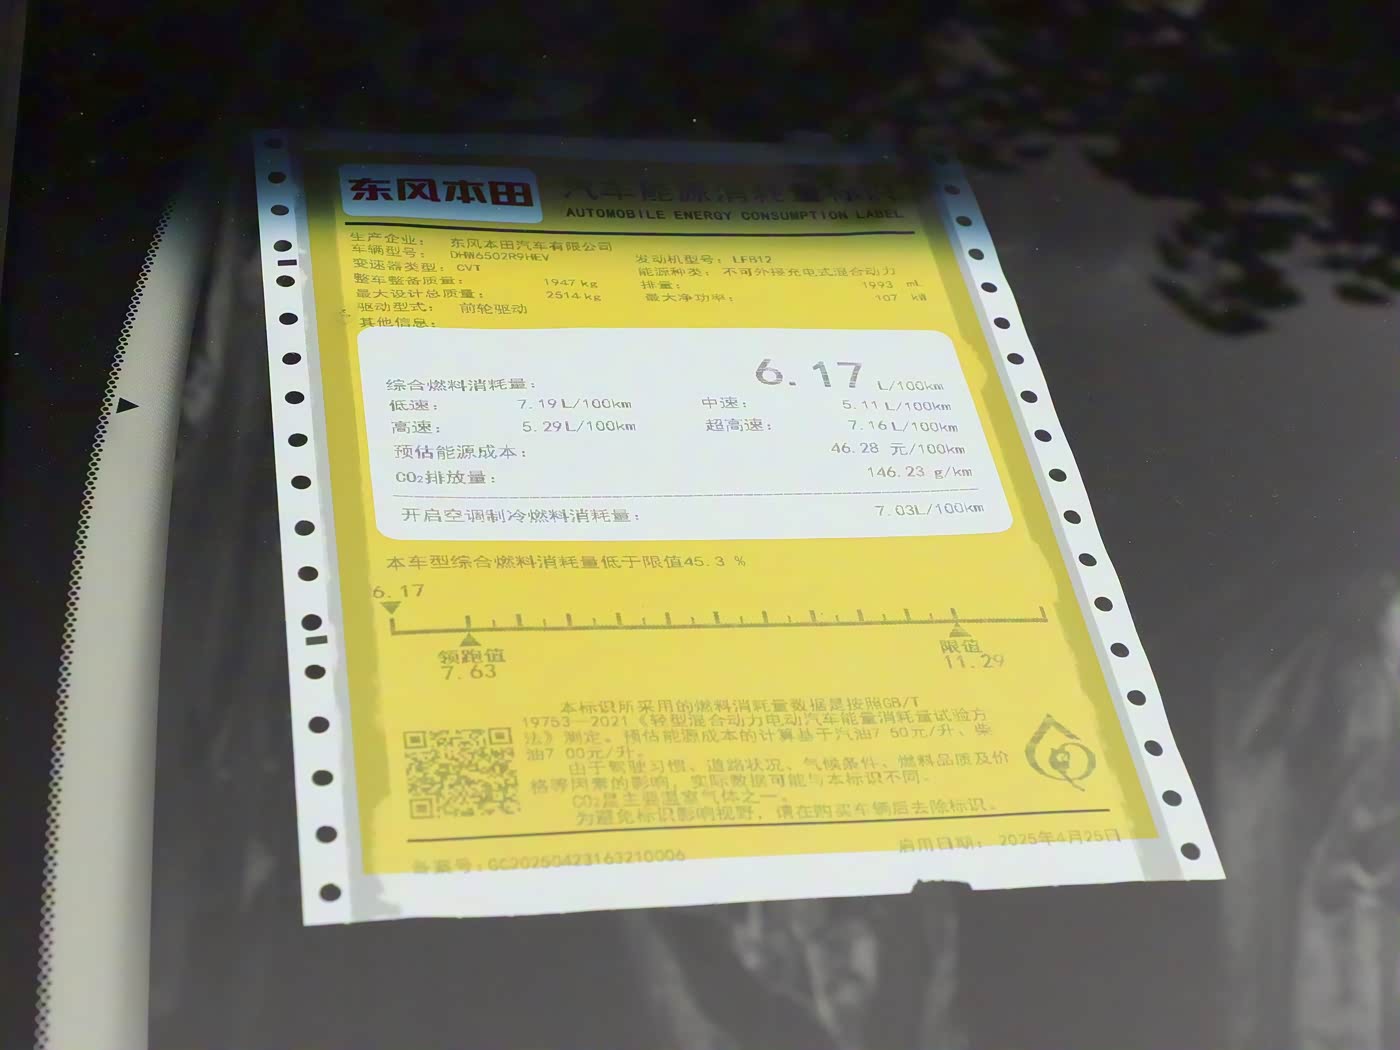 东风本田 汽车能源消耗量标识
AUTOMOBILE ENERGY CONSUMPTION LABEL
生产企业: 东风本田汽车有限公司
车辆型号: DHW6502R9HEV 发动机型号: LFB12
变速器类型: CVT 能源种类: 不可外接充电式混合动力
整车整备质量: 1947 kg 排量: 1993 mL
最大设计总质量: 2514 kg 最大净功率: 107 kW
驱动型式: 前轮驱动
其他信息:
综合燃料消耗量: 6.17 L/100km
低速: 7.19 L/100km 中速: 5.11 L/100km
高速: 5.29 L/100km 超高速: 7.16 L/100km
预估能源成本: 46.28 元/100km
CO₂排放量: 146.23 g/km
开启空调制冷燃料消耗量: 7.03L/100km
本车型综合燃料消耗量低于限值45.3 %
6.17
领跑值 限值
7.63 11.29
本标识所采用的燃料消耗量数据是按照GB/T
19753—2021《轻型混合动力电动汽车能量消耗量试验方
法》测定。预估能源成本的计算基于汽油7 50元/升、柴
油7 00元/升。
由于驾驶习惯、道路状况、气候条件、燃料品质及价
格等因素的影响，实际数据可能与本标识不同。
CO₂是主要温室气体之一。
为避免标识影响视野，请在购买车辆后去除标识。
备案号:GC20250423163210006 启用日期: 2025年4月25日